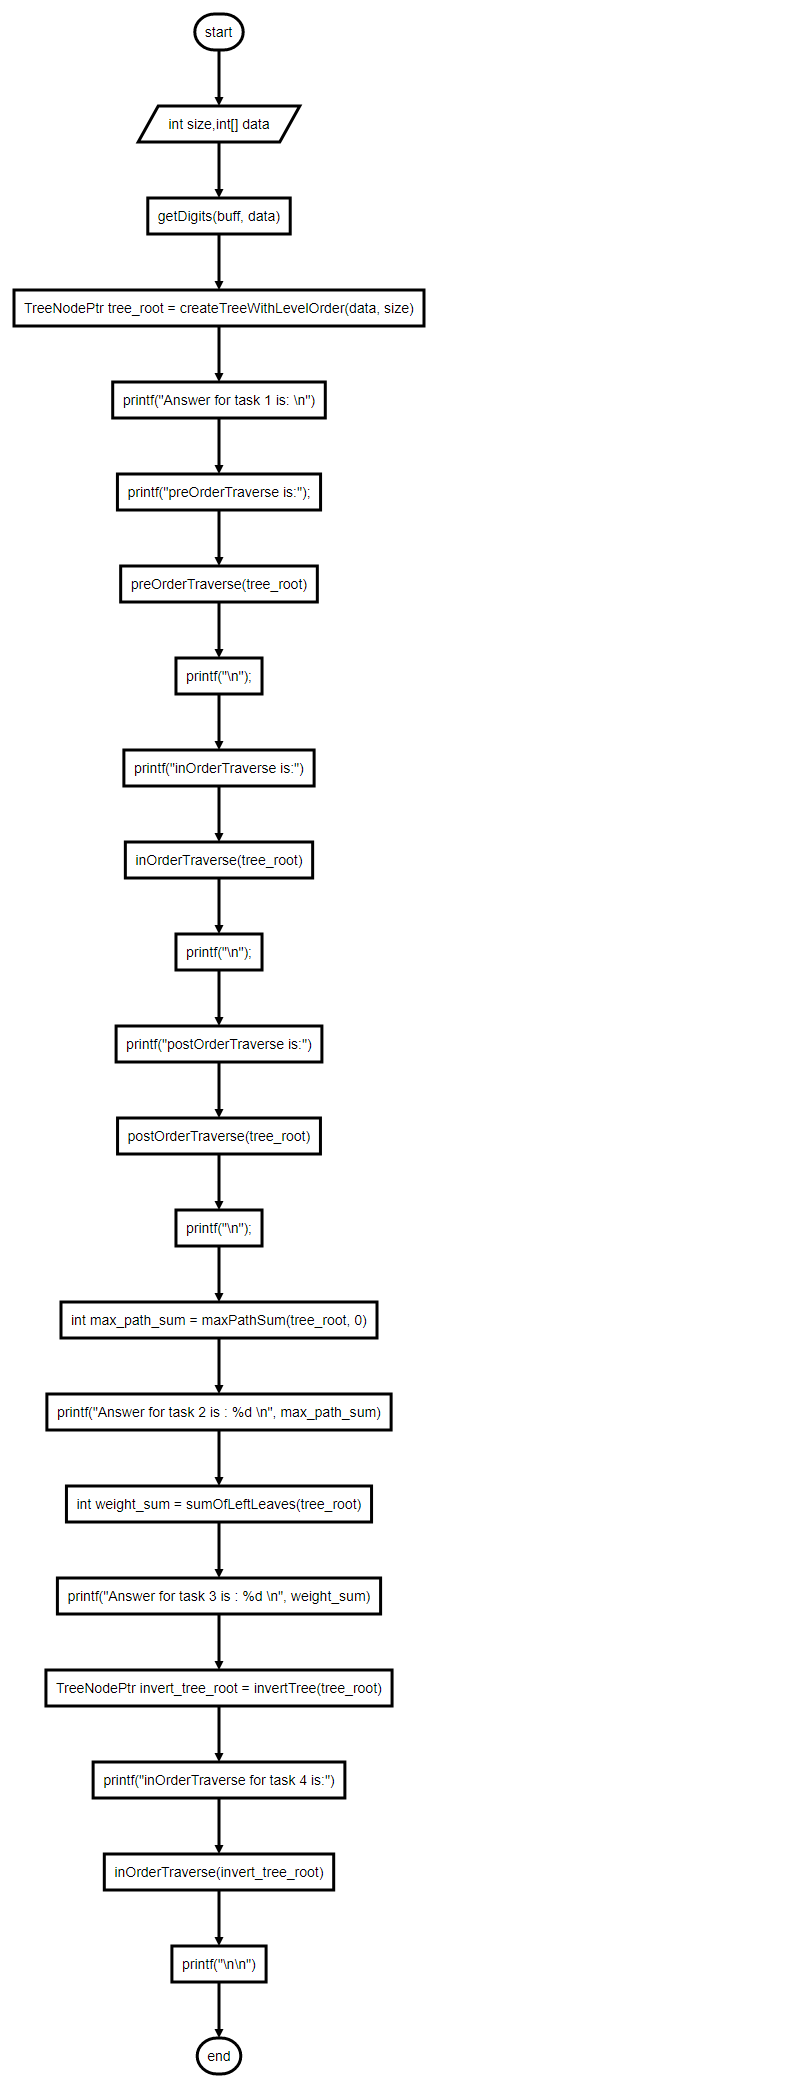 start
int size,int[] data
getDigits(buff, data)
TreeNodePtr tree_root = createTreeWithLevelOrder(data, size)
printf("Answer for task 1 is: \n")
printf("preOrderTraverse is:");
preOrderTraverse(tree_root)
printf("\n");
printf("inOrderTraverse is:")
inOrderTraverse(tree_root)
printf("\n");
printf("postOrderTraverse is:")
postOrderTraverse(tree_root)
printf("\n");
int max_path_sum = maxPathSum(tree_root, 0)
printf("Answer for task 2 is : %d \n", max_path_sum)
int weight_sum = sumOfLeftLeaves(tree_root)
printf("Answer for task 3 is : %d \n", weight_sum)
TreeNodePtr invert_tree_root = invertTree(tree_root)
printf("inOrderTraverse for task 4 is:")
inOrderTraverse(invert_tree_root)
printf("\n\n")
end